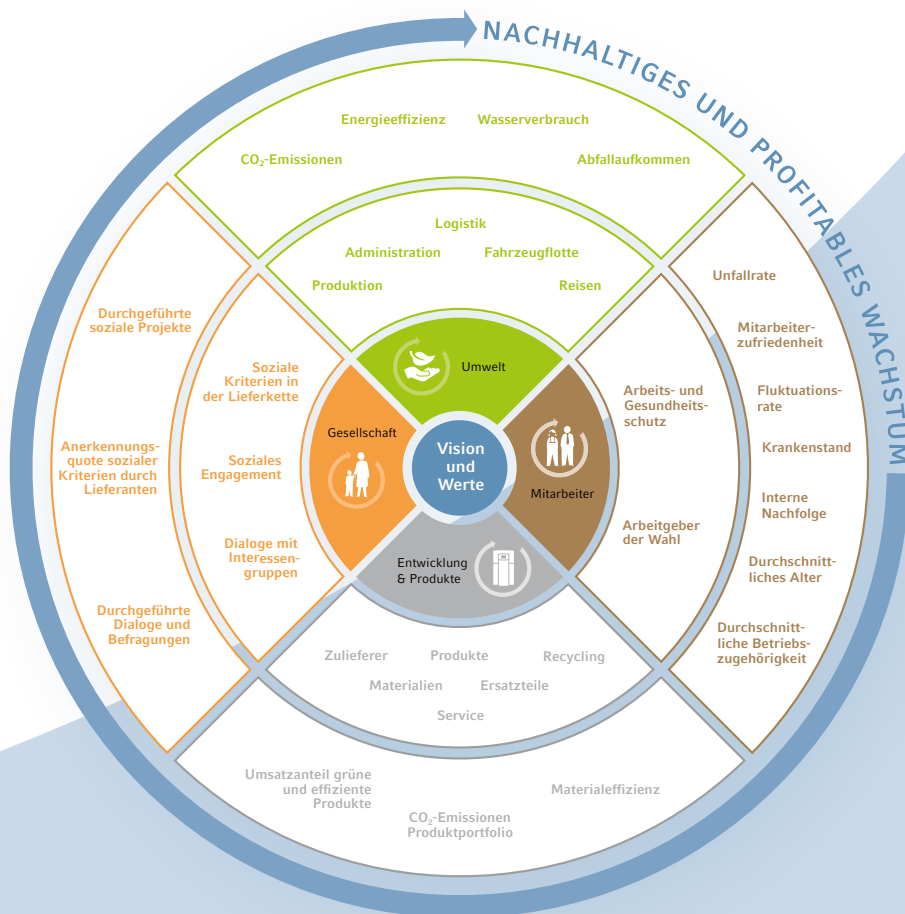 NACHHALTIGES UND PROFITABLES WACHSTUM
Energieeffizienz
Wasserverbrauch
CO₂-Emissionen
Abfallaufkommen
Logistik
Administration
Fahrzeugflotte
Produktion
Reisen
Umwelt
Durchgeführte
soziale Projekte
Anerkennungs-
quote sozialer
Kriterien durch
Lieferanten
Durchgeführte
Dialoge und
Befragungen
Soziale
Kriterien in
der Lieferkette
Soziales
Engagement
Dialoge mit
Interessen-
gruppen
Gesellschaft
Vision
und
Werte
Mitarbeiter
Arbeits- und
Gesundheits-
schutz
Arbeitgeber
der Wahl
Unfallrate
Mitarbeiter-
zufriedenheit
Fluktuations-
rate
Krankenstand
Interne
Nachfolge
Durchschnitt-
liches Alter
Durchschnitt-
liche Betriebs-
zugehörigkeit
Entwicklung
& Produkte
Zulieferer
Produkte
Recycling
Materialien
Ersatzteile
Service
Umsatzanteil grüne
und effiziente
Produkte
CO₂-Emissionen
Produktportfolio
Materialeffizienz